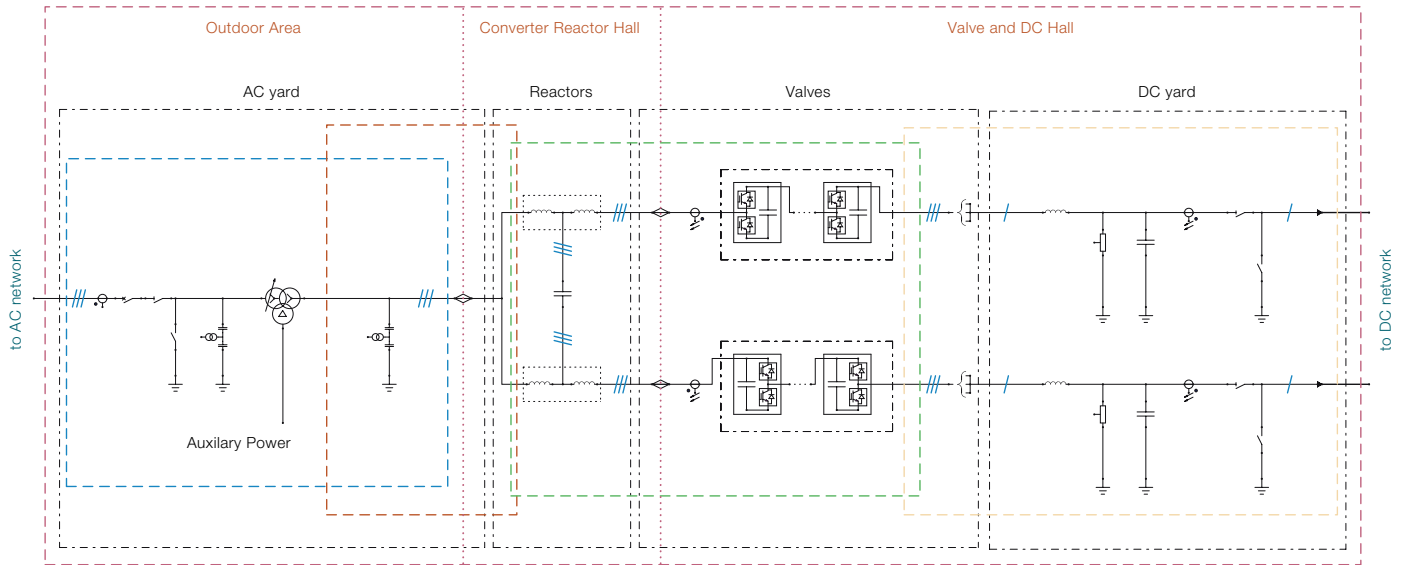 Outdoor Area
Converter Reactor Hall
Valve and DC Hall
AC yard
Reactors
Valves
DC yard
to AC network
to DC network
Auxilary Power